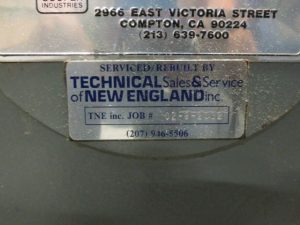 INDUSTRIES
2966 EAST VICTORIA STREET
COMPTON, CA 90224
(213) 639-7600
SERVICED/REBUILT BY
TECHNICAL Sales & Service
of NEW ENGLAND Inc.
TNE inc. JOB #
(207) 946-5506